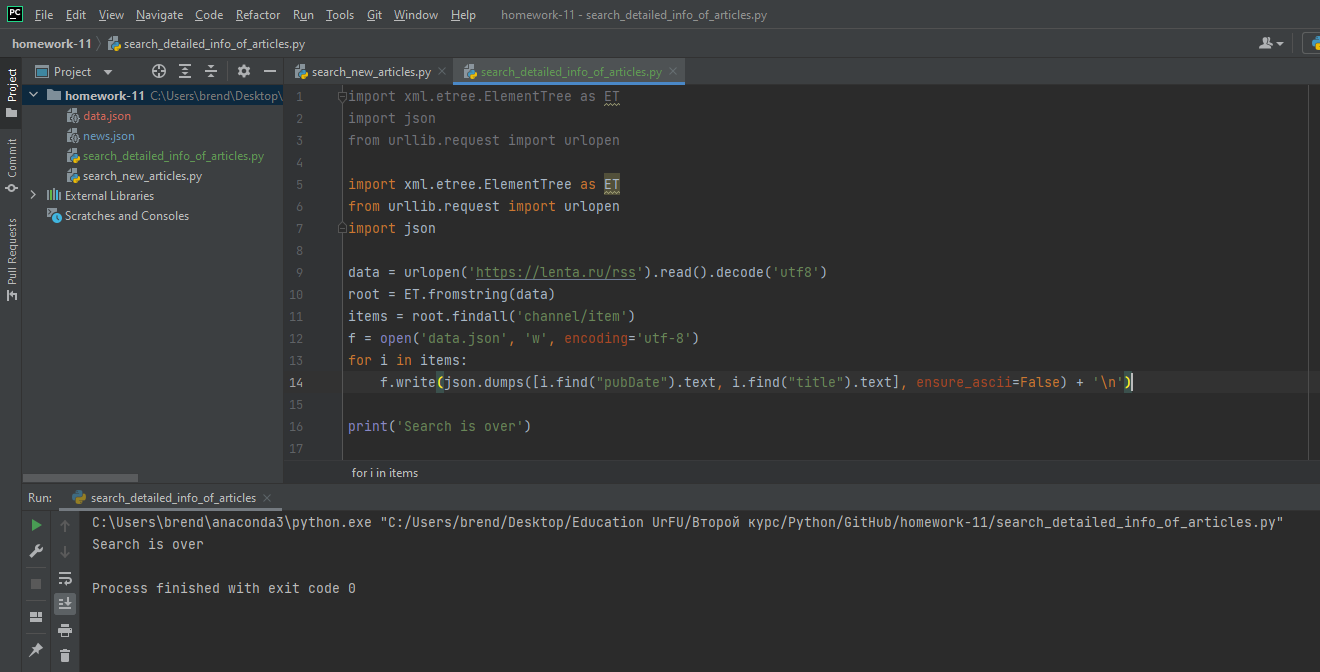 PC File Edit View Navigate Code Refactor Run Tools Git Window Help homework-11 - search_detailed_info_of_articles.py
homework-11 search_detailed_info_of_articles.py
Project
Commit
Pull Requests
Project
homework-11 C:\Users\brend\Desktop\
data.json
news.json
search_detailed_info_of_articles.py
search_new_articles.py
External Libraries
Scratches and Consoles
search_new_articles.py search_detailed_info_of_articles.py
1 import xml.etree.ElementTree as ET
2 import json
3 from urllib.request import urlopen
4
5 import xml.etree.ElementTree as ET
6 from urllib.request import urlopen
7 import json
8
9 data = urlopen('https://lenta.ru/rss').read().decode('utf8')
10 root = ET.fromstring(data)
11 items = root.findall('channel/item')
12 f = open('data.json', 'w', encoding='utf-8')
13 for i in items:
14 f.write(json.dumps([i.find("pubDate").text, i.find("title").text], ensure_ascii=False) + '\n')
15
16 print('Search is over')
17
for i in items
Run: search_detailed_info_of_articles
C:\Users\brend\anaconda3\python.exe "C:/Users/brend/Desktop/Education UrFU/Второй курс/Python/GitHub/homework-11/search_detailed_info_of_articles.py"
Search is over
Process finished with exit code 0